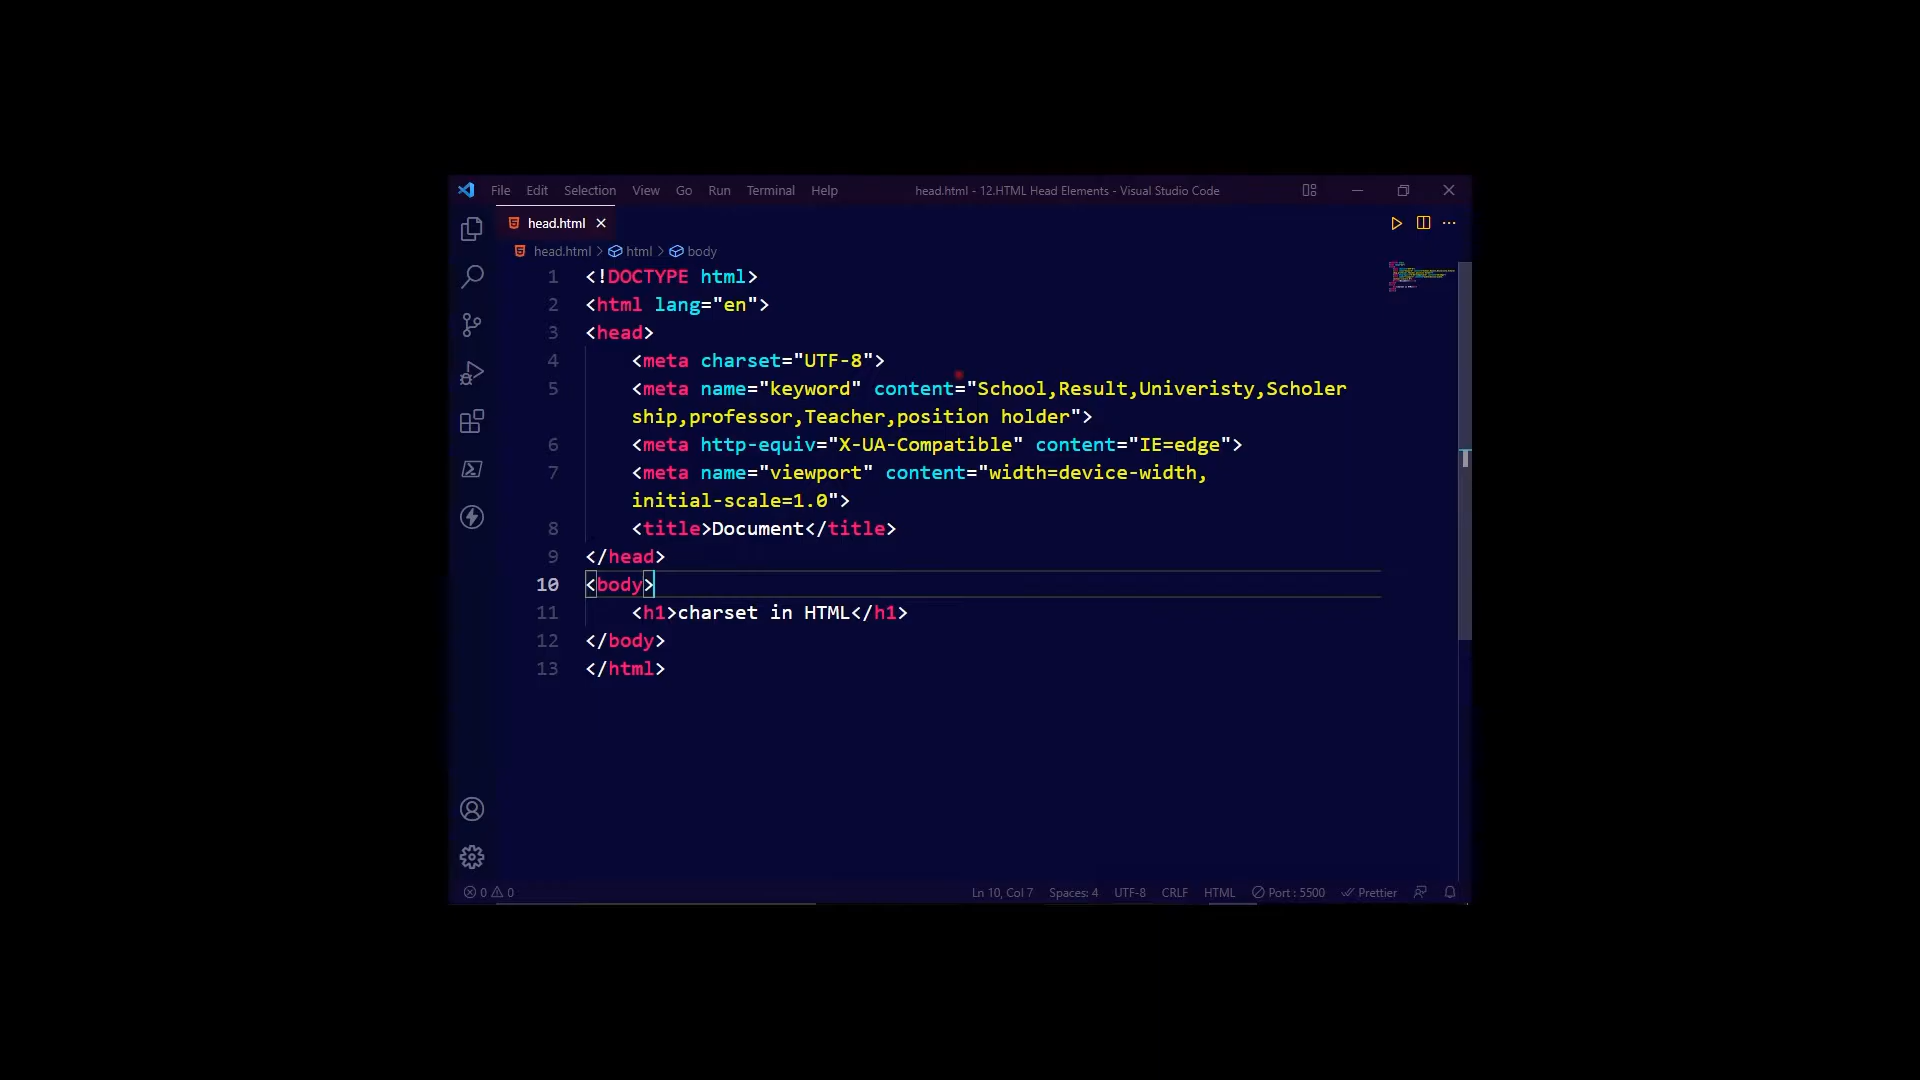 File Edit Selection View Go Run Terminal Help head.html - 12.HTML Head Elements - Visual Studio Code
head.html
head.html > html > body
1 <!DOCTYPE html>
2 <html lang="en">
3 <head>
4 <meta charset="UTF-8">
5 <meta name="keyword" content="School,Result,Univeristy,Scholer
ship,professor,Teacher,position holder">
6 <meta http-equiv="X-UA-Compatible" content="IE=edge">
7 <meta name="viewport" content="width=device-width,
initial-scale=1.0">
8 <title>Document</title>
9 </head>
10 <body>
11 <h1>charset in HTML</h1>
12 </body>
13 </html>
0 0 Ln 10, Col 7 Spaces: 4 UTF-8 CRLF HTML Port : 5500 Prettier